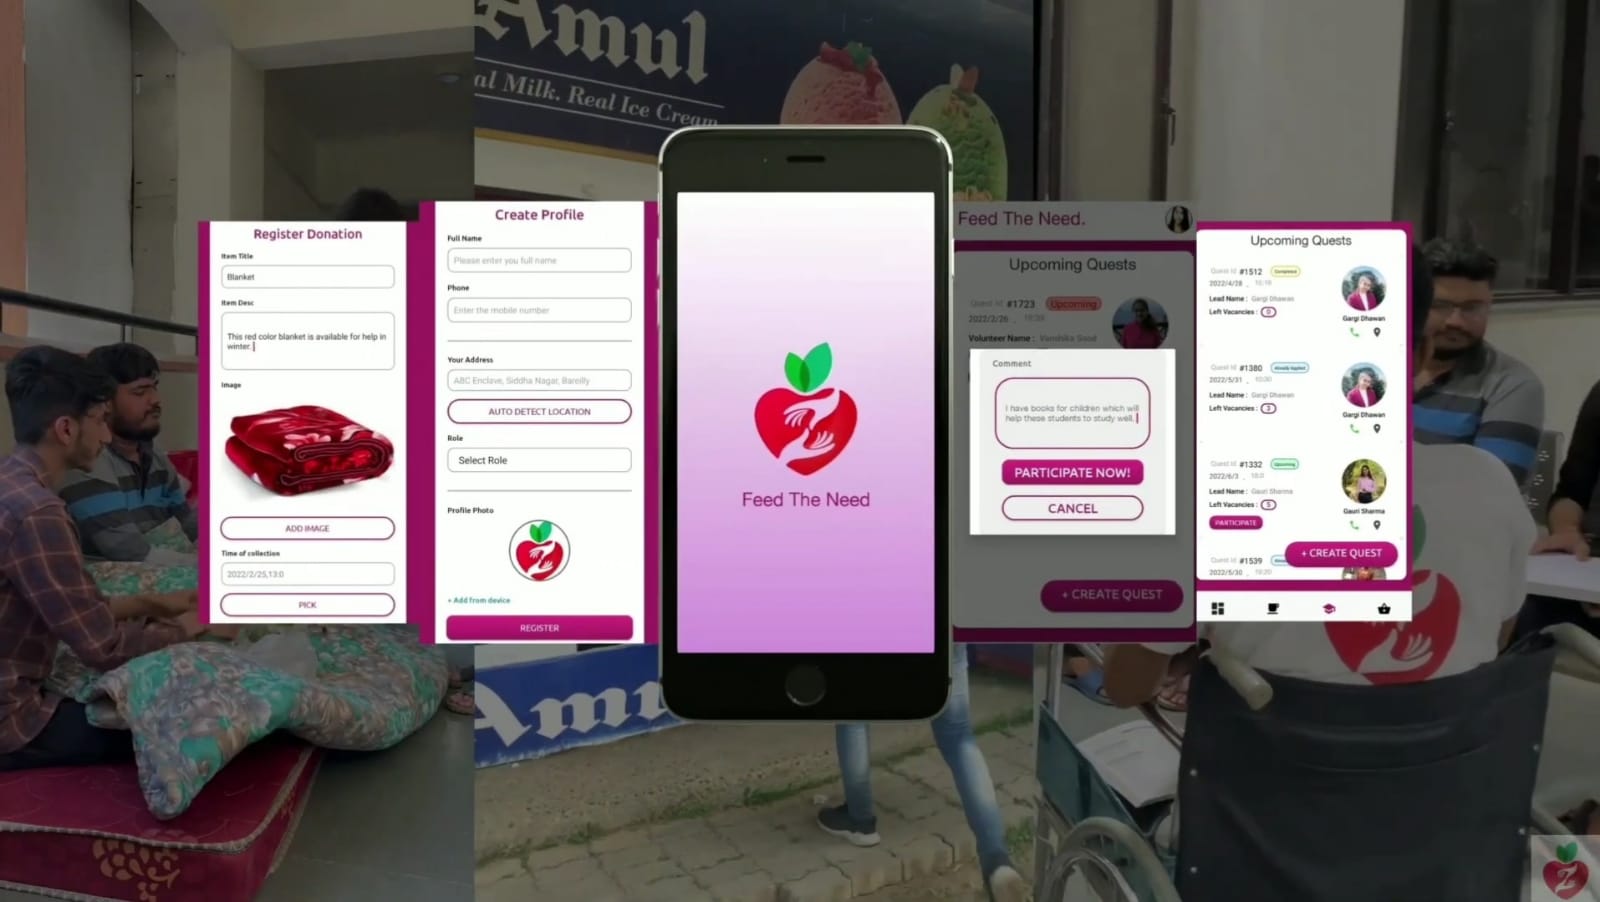 Amul
al Milk. Real Ice Cream
Register Donation
Item Title
Blanket
Item Desc
This red color blanket is available for help in
winter.
Image
ADD IMAGE
Time of collection
2022/2/25,13:0
PICK
Create Profile
Full Name
Please enter you full name
Phone
Enter the mobile number
Your Address
ABC Enclave, Siddha Nagar, Bareilly
AUTO DETECT LOCATION
Role
Select Role
Profile Photo
+ Add from device
REGISTER
Feed The Need
Feed The Need.
Upcoming Quests
Quest Id #1723 Upcoming
2022/2/26 , 18:39
Volunteer Name : Vanshika Sood
Comment
I have books for children which will
help these students to study well.
PARTICIPATE NOW!
CANCEL
+ CREATE QUEST
Upcoming Quests
Quest Id #1512 Completed
2022/4/28 ,
Lead Name : Gargi Dhawan
Left Vacancies : 0
Gargi Dhawan
Quest Id #1380 Already Applied
2022/5/31 , 10:30
Lead Name : Gargi Dhawan
Left Vacancies : 3
Gargi Dhawan
Quest Id #1332 Upcoming
2022/6/3 , 18:0
Lead Name : Gauri Sharma
Left Vacancies : 5
Gauri Sharma
PARTICIPATE
Quest Id #1539
2022/5/30 , 18:20
+ CREATE QUEST
Amu